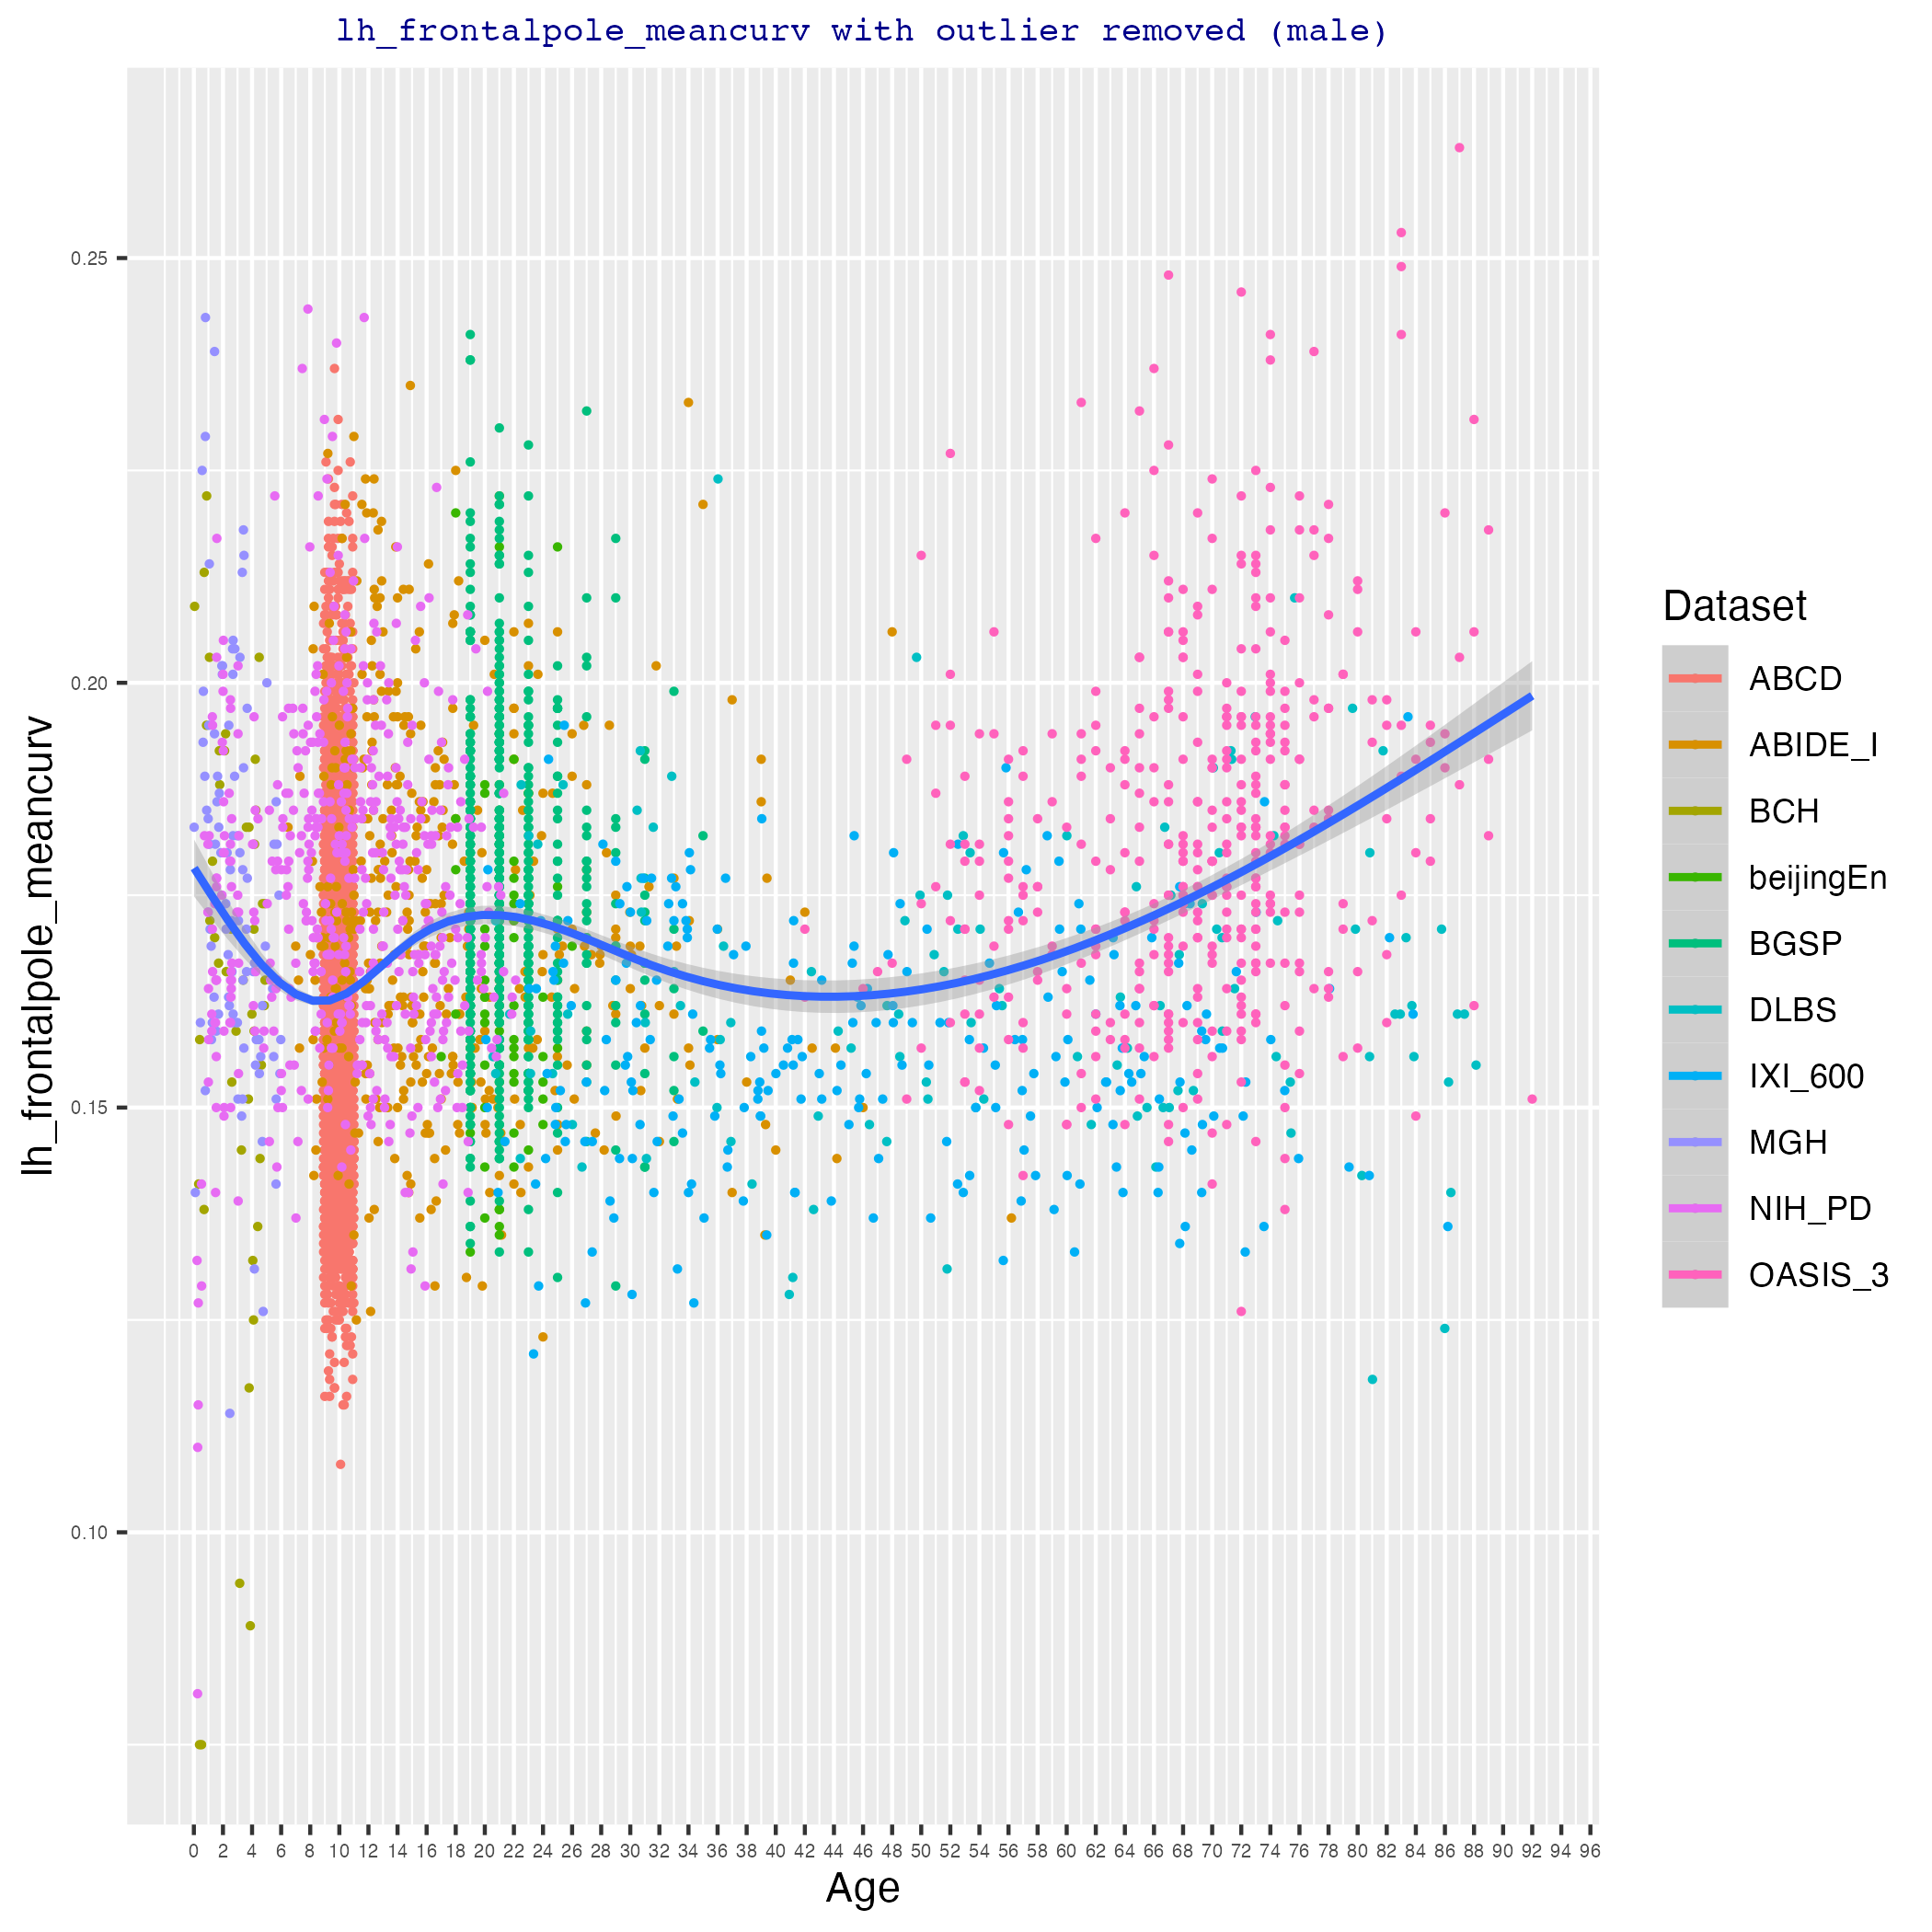 lh_frontalpole_meancurv with outlier removed (male)
lh_frontalpole_meancurv
0.25
0.20
0.15
0.10
0 2 4 6 8 10 12 14 16 18 20 22 24 26 28 30 32 34 36 38 40 42 44 46 48 50 52 54 56 58 60 62 64 66 68 70 72 74 76 78 80 82 84 86 88 90 92 94 96
Age
Dataset
ABCD
ABIDE_I
BCH
beijingEn
BGSP
DLBS
IXI_600
MGH
NIH_PD
OASIS_3